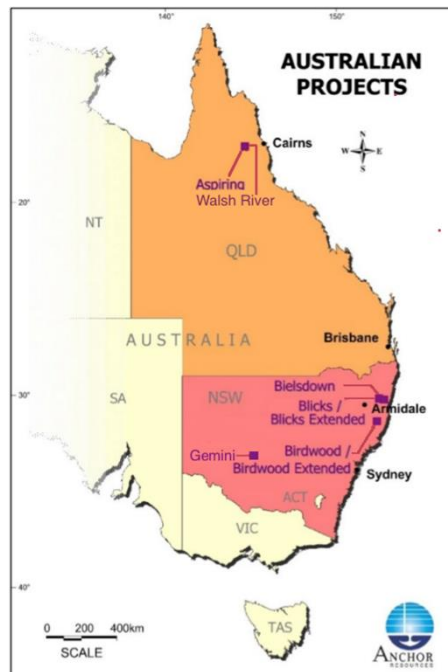 140°
150°
AUSTRALIAN
PROJECTS
N
W E
S
Cairns
Aspiring
Walsh River
20°
NT
QLD
AUSTRALIA
Brisbane
SA
NSW
Bielsdown
30°
Blicks /
Blicks Extended
Armidale
Birdwood /
Birdwood Extended
Gemini
Sydney
ACT
VIC
40°
0 200 400km
SCALE
TAS
ANCHOR
RESOURCES